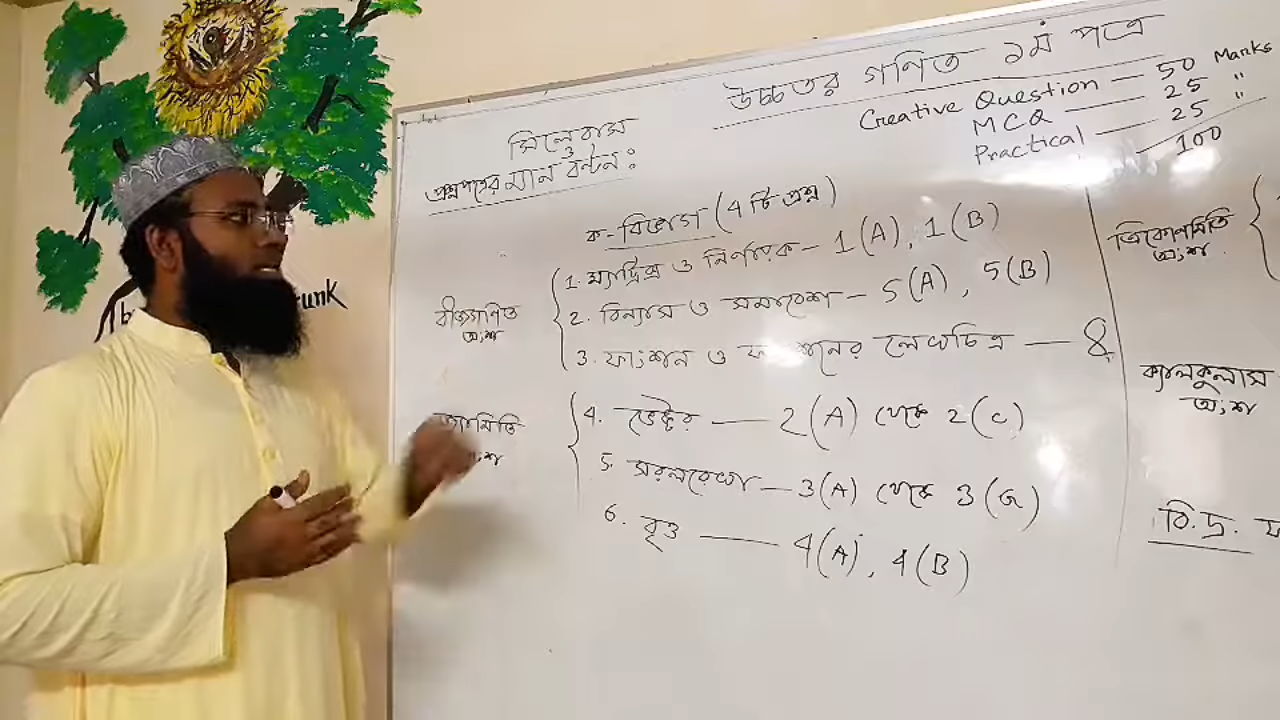 উচ্চতর গণিত ১ম পত্র
Creative Question — 50 Marks
MCQ — 25 "
Practical — 25 "
100
সিলেবাস
ও
প্রশ্নপত্রের মান বন্টন:
ক-বিভাগ (4 টি প্রশ্ন)
বীজগণিত
অংশ
1. ম্যাট্রিক্স ও নির্ণায়ক – 1(A), 1(B)
2. বিন্যাস ও সমাবেশ – 5(A), 5(B)
3. ফাংশন ও ফাংশনের লেখচিত্র — 8
জ্যামিতি
অংশ
4. ভেক্টর — 2(A) থেকে 2(C)
5. সরলরেখা – 3(A) থেকে 3(G)
6. বৃত্ত — 4(A), 4(B)
ত্রিকোণমিতি
অংশ
ক্যালকুলাস
অংশ
বি.দ্র.
unk